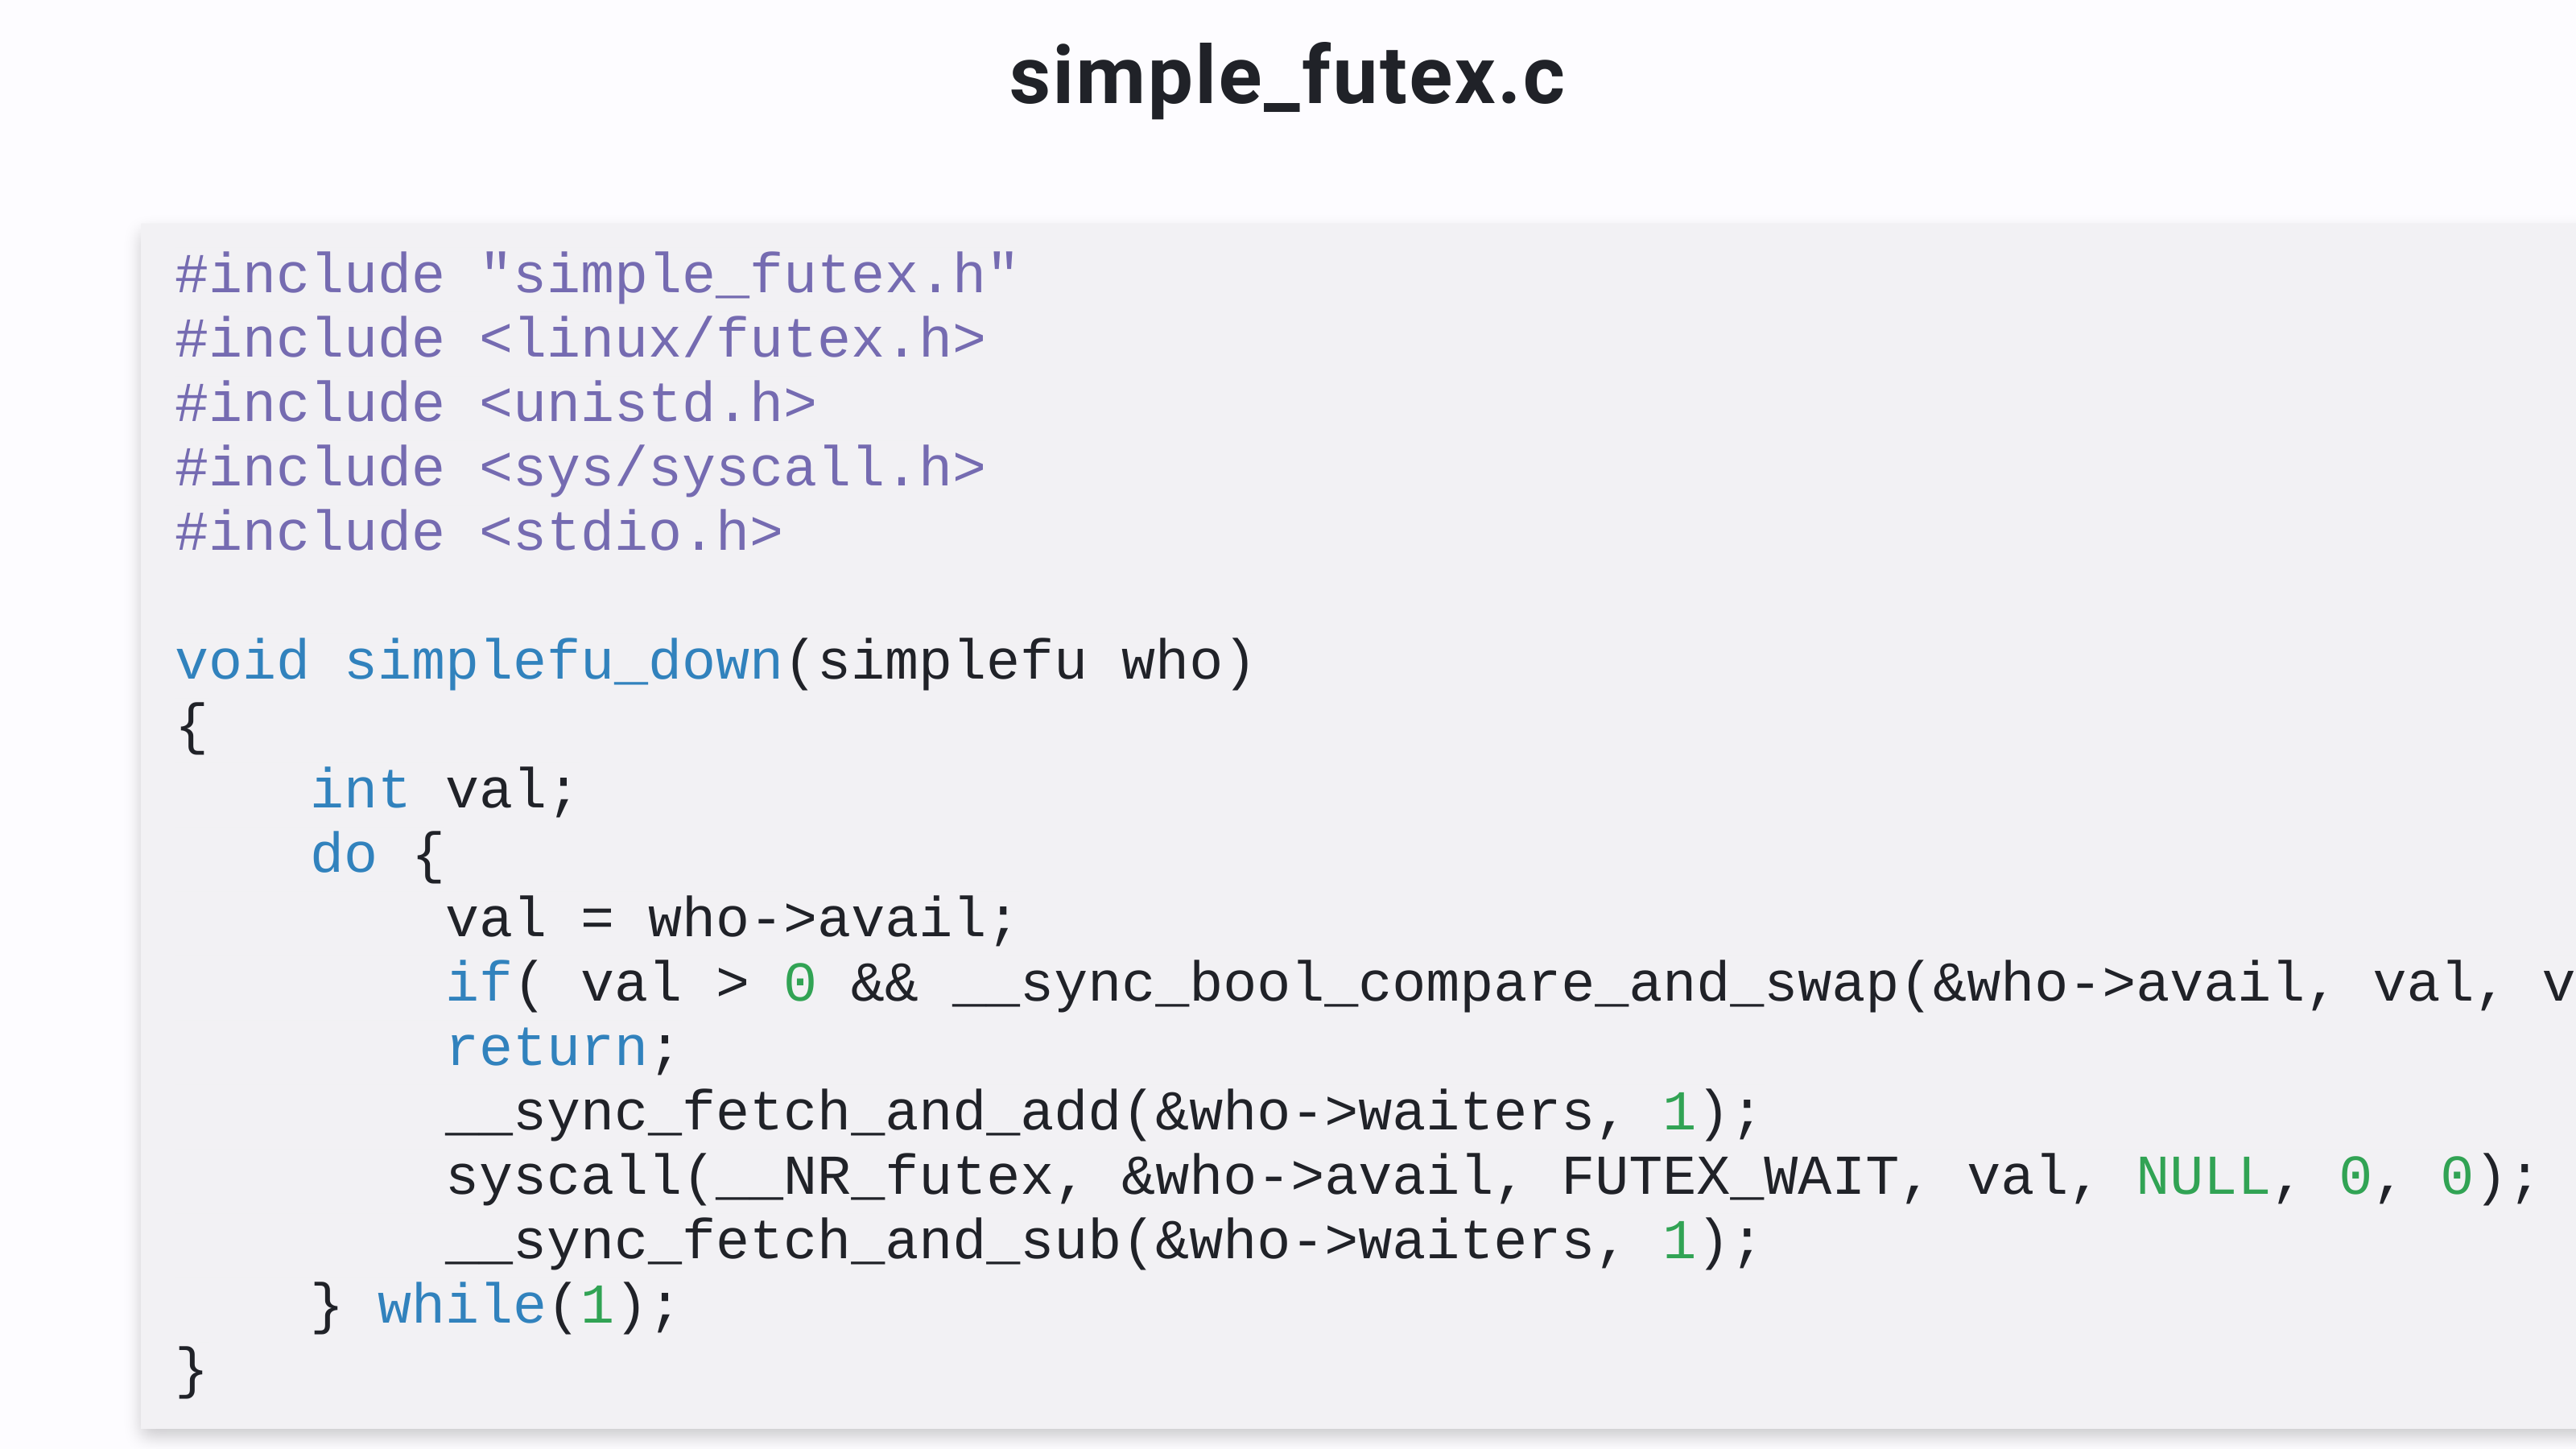 simple_futex.c
#include "simple_futex.h"
#include <linux/futex.h>
#include <unistd.h>
#include <sys/syscall.h>
#include <stdio.h>
void simplefu_down(simplefu who)
{
int val;
do {
val = who->avail;
if( val > 0 && __sync_bool_compare_and_swap(&who->avail, val, v
return;
__sync_fetch_and_add(&who->waiters, 1);
syscall(__NR_futex, &who->avail, FUTEX_WAIT, val, NULL, 0, 0);
__sync_fetch_and_sub(&who->waiters, 1);
} while(1);
}